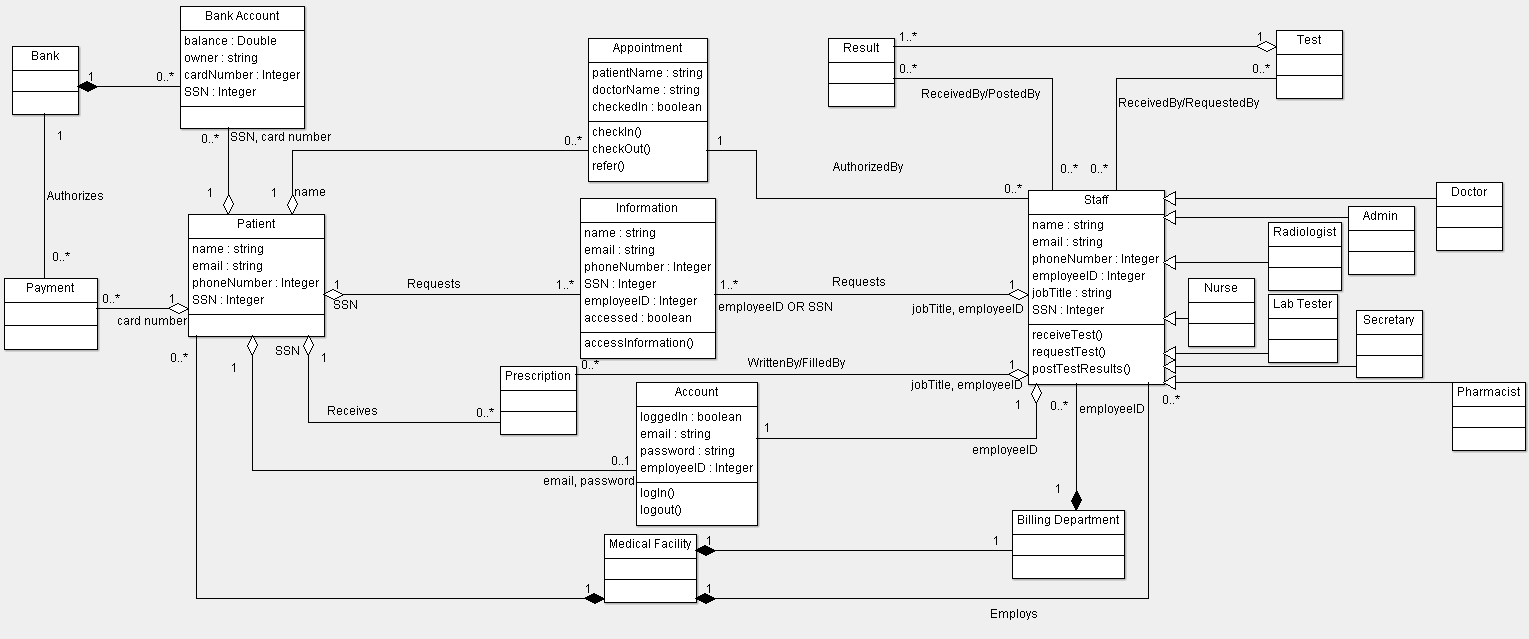 Bank
Bank Account
balance : Double
owner : string
cardNumber : Integer
SSN : Integer
1
0..*
1
Authorizes
0..*
0..*
SSN, card number
1
1
name
0..*
Appointment
patientName : string
doctorName : string
checkedIn : boolean
checkIn()
checkOut()
refer()
1
AuthorizedBy
0..*
Result
1..*
1
Test
0..*
ReceivedBy/PostedBy
0..*
0..*
ReceivedBy/RequestedBy
0..*
Patient
name : string
email : string
phoneNumber : Integer
SSN : Integer
Payment
0..*
1
card number
1
SSN
Requests
1..*
Information
name : string
email : string
phoneNumber : Integer
SSN : Integer
employeeID : Integer
accessed : boolean
accessInformation()
1..*
employeeID OR SSN
Requests
1
jobTitle, employeeID
Staff
name : string
email : string
phoneNumber : Integer
employeeID : Integer
jobTitle : string
SSN : Integer
receiveTest()
requestTest()
postTestResults()
Doctor
Admin
Radiologist
Nurse
Lab Tester
Secretary
Pharmacist
0..*
1
SSN
1
Receives
0..*
Prescription
0..*
WrittenBy/FilledBy
1
jobTitle, employeeID
Account
loggedIn : boolean
email : string
password : string
employeeID : Integer
logIn()
logout()
0..1
email, password
1
employeeID
1
0..*
employeeID
0..*
1
Billing Department
Medical Facility
1
1
1
1
Employs